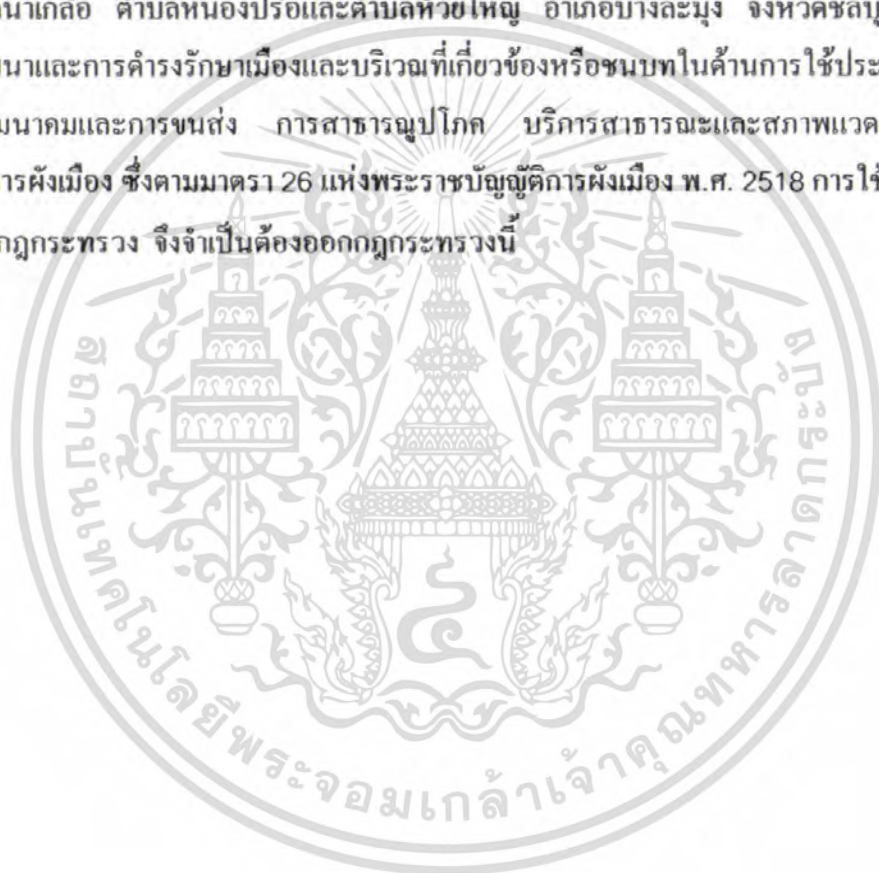 นาเกลือ ตำบลหนองปรือและตำบลห้วยใหญ่ อำเภอบางละมุง จังหวัดชลบุ
นาและการดำรงรักษาเมืองและบริเวณที่เกี่ยวข้องหรือชนบทในด้านการใช้ประ
มนาคมและการขนส่ง การสาธารณูปโภค บริการสาธารณะและสภาพแวด
การผังเมือง ซึ่งตามมาตรา 26 แห่งพระราชบัญญัติการผังเมือง พ.ศ. 2518 การใช้
กฎกระทรวง จึงจำเป็นต้องออกกฎกระทรวงนี้
สถาบันเทคโนโลยีพระจอมเกล้าเจ้าคุณทหารลาดกระบัง